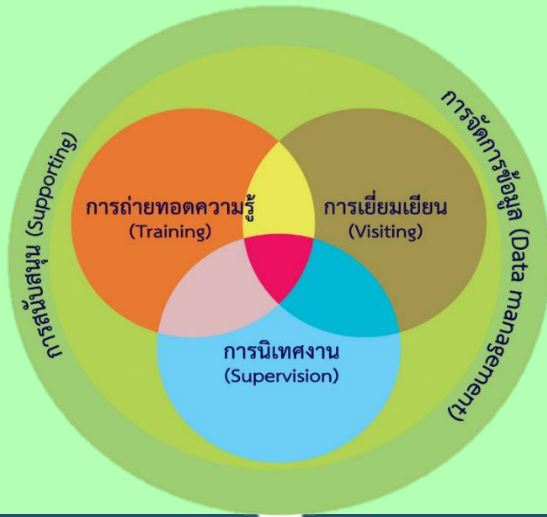 การสนับสนุน (Supporting)
การจัดการข้อมูล (Data management)
การถ่ายทอดความรู้
(Training)
การเยี่ยมเยียน
(Visiting)
การนิเทศงาน
(Supervision)